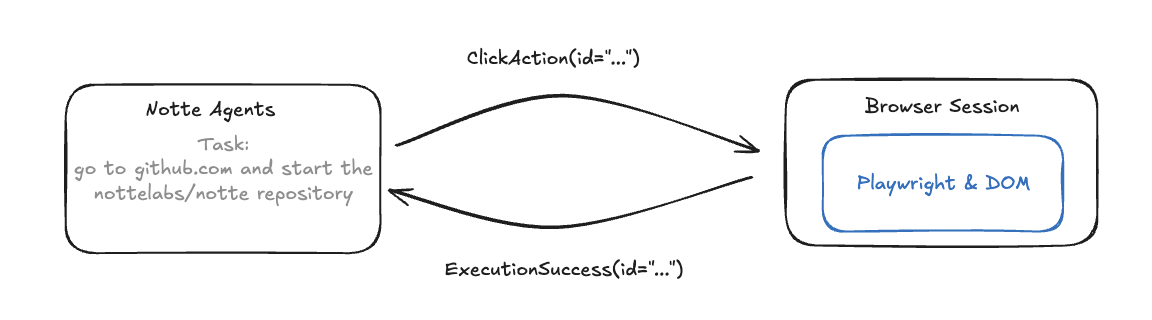 ClickAction(id="...")
Notte Agents
Task:
go to github.com and start the
nottelabs/notte repository
Browser Session
Playwright & DOM
ExecutionSuccess(id="...")